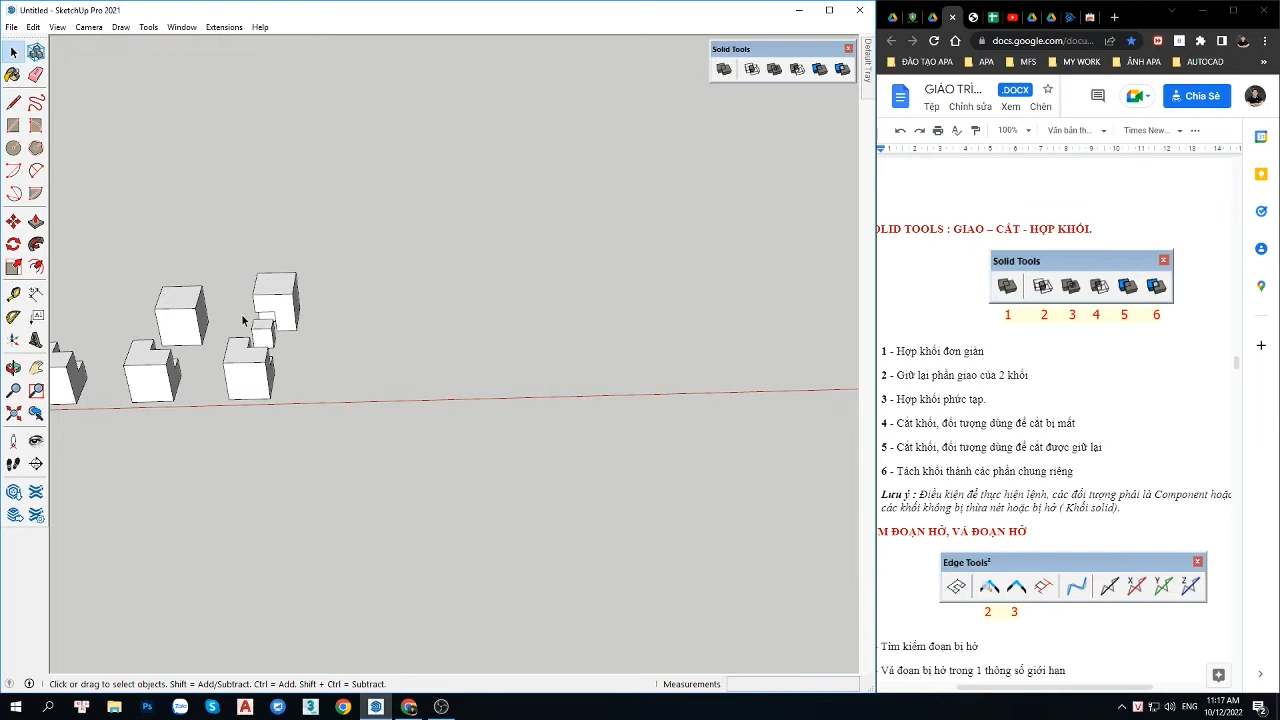 Untitled - SketchUp Pro 2021
File Edit View Camera Draw Tools Window Extensions Help
Solid Tools
Default Tray
docs.google.com/docu...
ĐÀO TẠO APA APA MFS MY WORK ẢNH APA AUTOCAD
GIÁO TRÌ... .DOCX
Tệp Chỉnh sửa Xem Chèn
Chia Sẻ
100% Văn bản th... Times New...
OLID TOOLS : GIAO – CẮT - HỢP KHỐI.
Solid Tools
1 2 3 4 5 6
1 - Hợp khối đơn giản
2 - Giữ lại phần giao của 2 khối
3 - Hợp khối phức tạp.
4 - Cắt khối, đối tượng dùng để cắt bị mất
5 - Cắt khối, đối tượng dùng để cắt được giữ lại
6 - Tách khối thành các phần chung riêng
Lưu ý : Điều kiện để thực hiện lệnh, các đối tượng phải là Component hoặc
các khối không bị thừa nét hoặc bị hở ( Khối solid).
M ĐOẠN HỞ, VÁ ĐOẠN HỞ
Edge Tools²
X Y Z
2 3
- Tìm kiếm đoạn bị hở
- Vá đoạn bị hở trong 1 thông số giới hạn
Click or drag to select objects. Shift = Add/Subtract. Ctrl = Add. Shift + Ctrl = Subtract.
Measurements
ENG
11:17 AM
10/12/2022